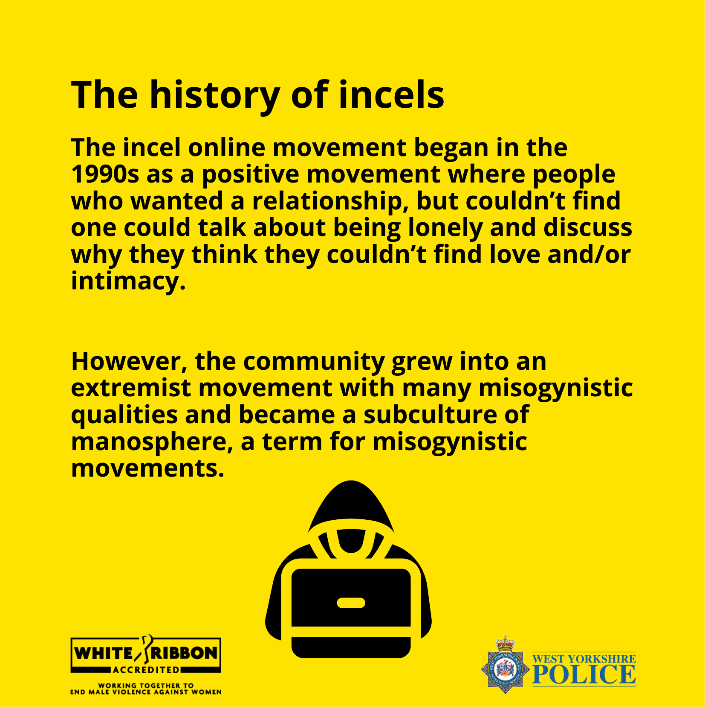 The history of incels
The incel online movement began in the
1990s as a positive movement where people
who wanted a relationship, but couldn’t find
one could talk about being lonely and discuss
why they think they couldn’t find love and/or
intimacy.
However, the community grew into an
extremist movement with many misogynistic
qualities and became a subculture of
manosphere, a term for misogynistic
movements.
WHITE RIBBON
ACCREDITED
WORKING TOGETHER TO
END MALE VIOLENCE AGAINST WOMEN
WEST YORKSHIRE
POLICE